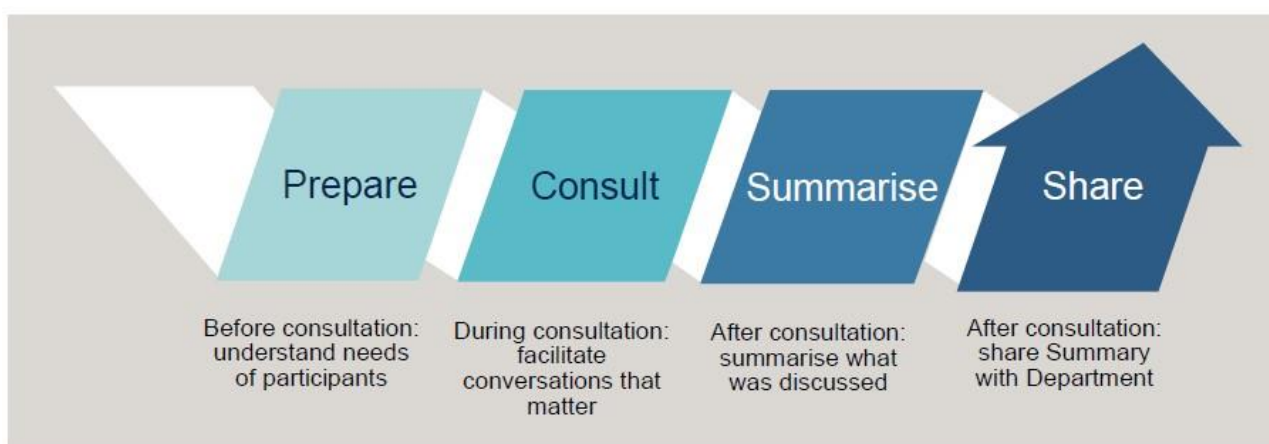 Prepare
Consult
Summarise
Share
Before consultation:
understand needs
of participants
During consultation:
facilitate
conversations that
matter
After consultation:
summarise what
was discussed
After consultation:
share Summary
with Department